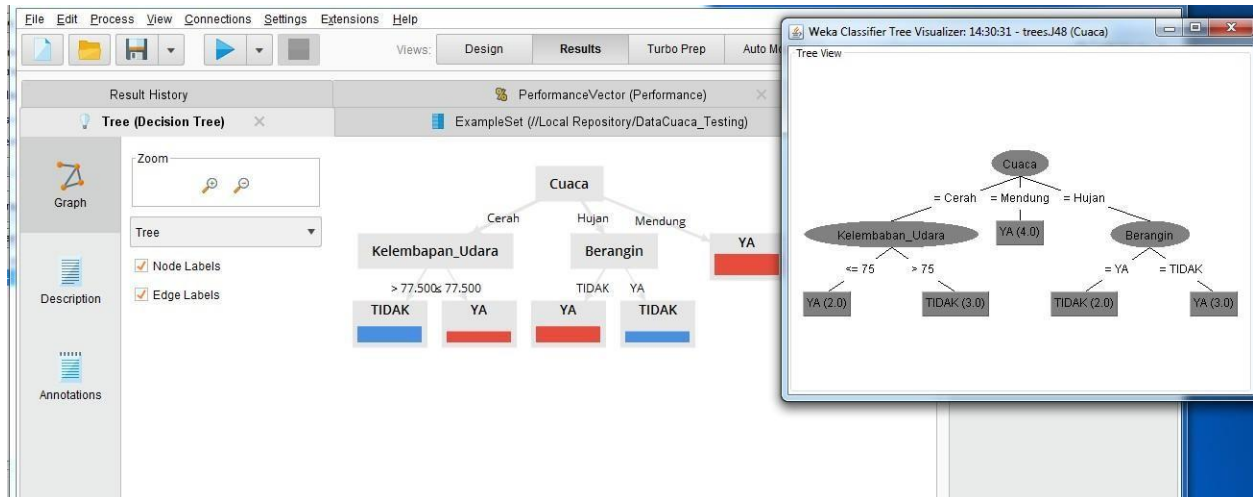 File Edit Process View Connections Settings Extensions Help
Views: Design Results Turbo Prep Auto
Result History
PerformanceVector (Performance)
Tree (Decision Tree)
ExampleSet (//Local Repository/DataCuaca_Testing)
Graph
Description
Annotations
Zoom
Tree
Node Labels
Edge Labels
Cuaca
Cerah Hujan Mendung
Kelembapan_Udara Berangin YA
> 77.500 ≤ 77.500 TIDAK YA
TIDAK YA YA TIDAK
Weka Classifier Tree Visualizer: 14:30:31 - trees.J48 (Cuaca)
Tree View
Cuaca
= Cerah = Mendung = Hujan
Kelembaban_Udara YA (4.0) Berangin
<= 75 > 75 = YA = TIDAK
YA (2.0) TIDAK (3.0) TIDAK (2.0) YA (3.0)